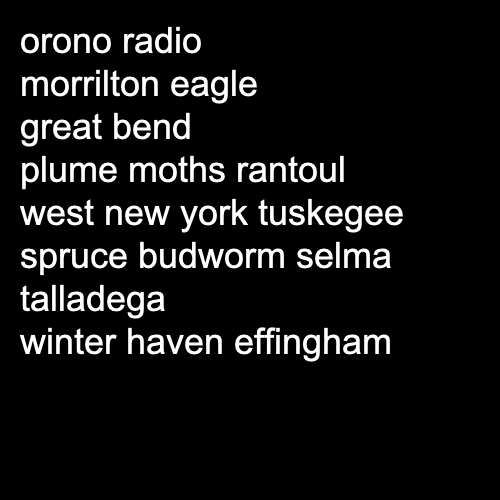 orono radio
morrilton eagle
great bend
plume moths rantoul
west new york tuskegee
spruce budworm selma
talladega
winter haven effingham